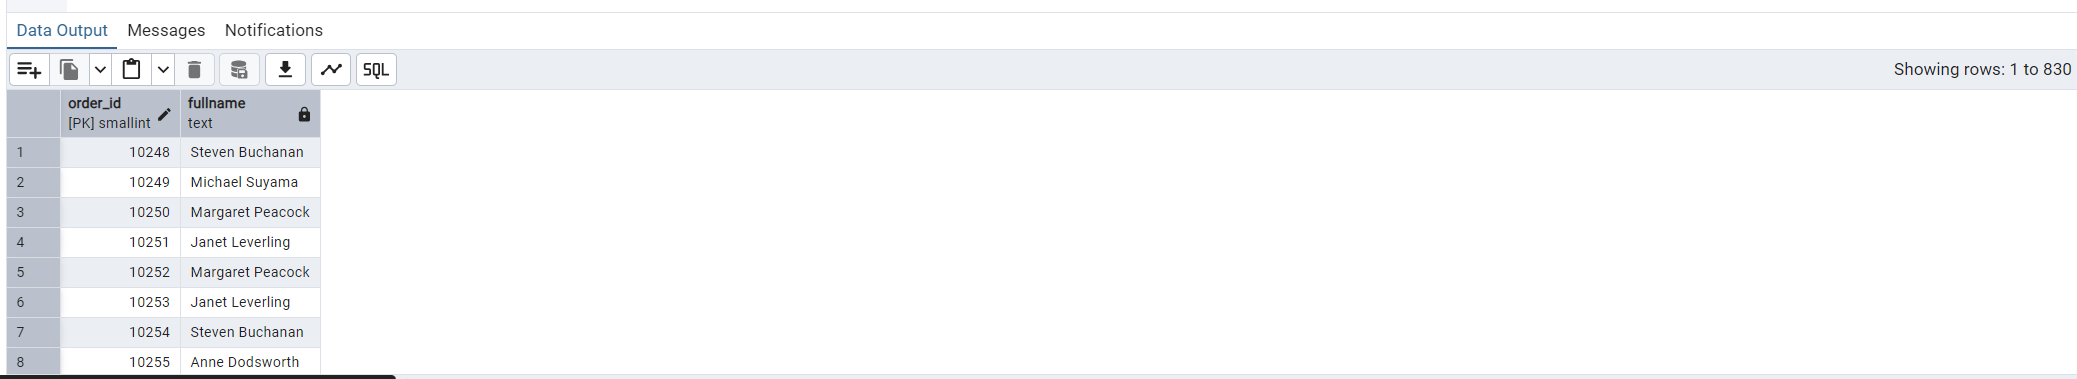 Data Output Messages Notifications
SQL Showing rows: 1 to 830
order_id fullname
[PK] smallint text
1 10248 Steven Buchanan
2 10249 Michael Suyama
3 10250 Margaret Peacock
4 10251 Janet Leverling
5 10252 Margaret Peacock
6 10253 Janet Leverling
7 10254 Steven Buchanan
8 10255 Anne Dodsworth